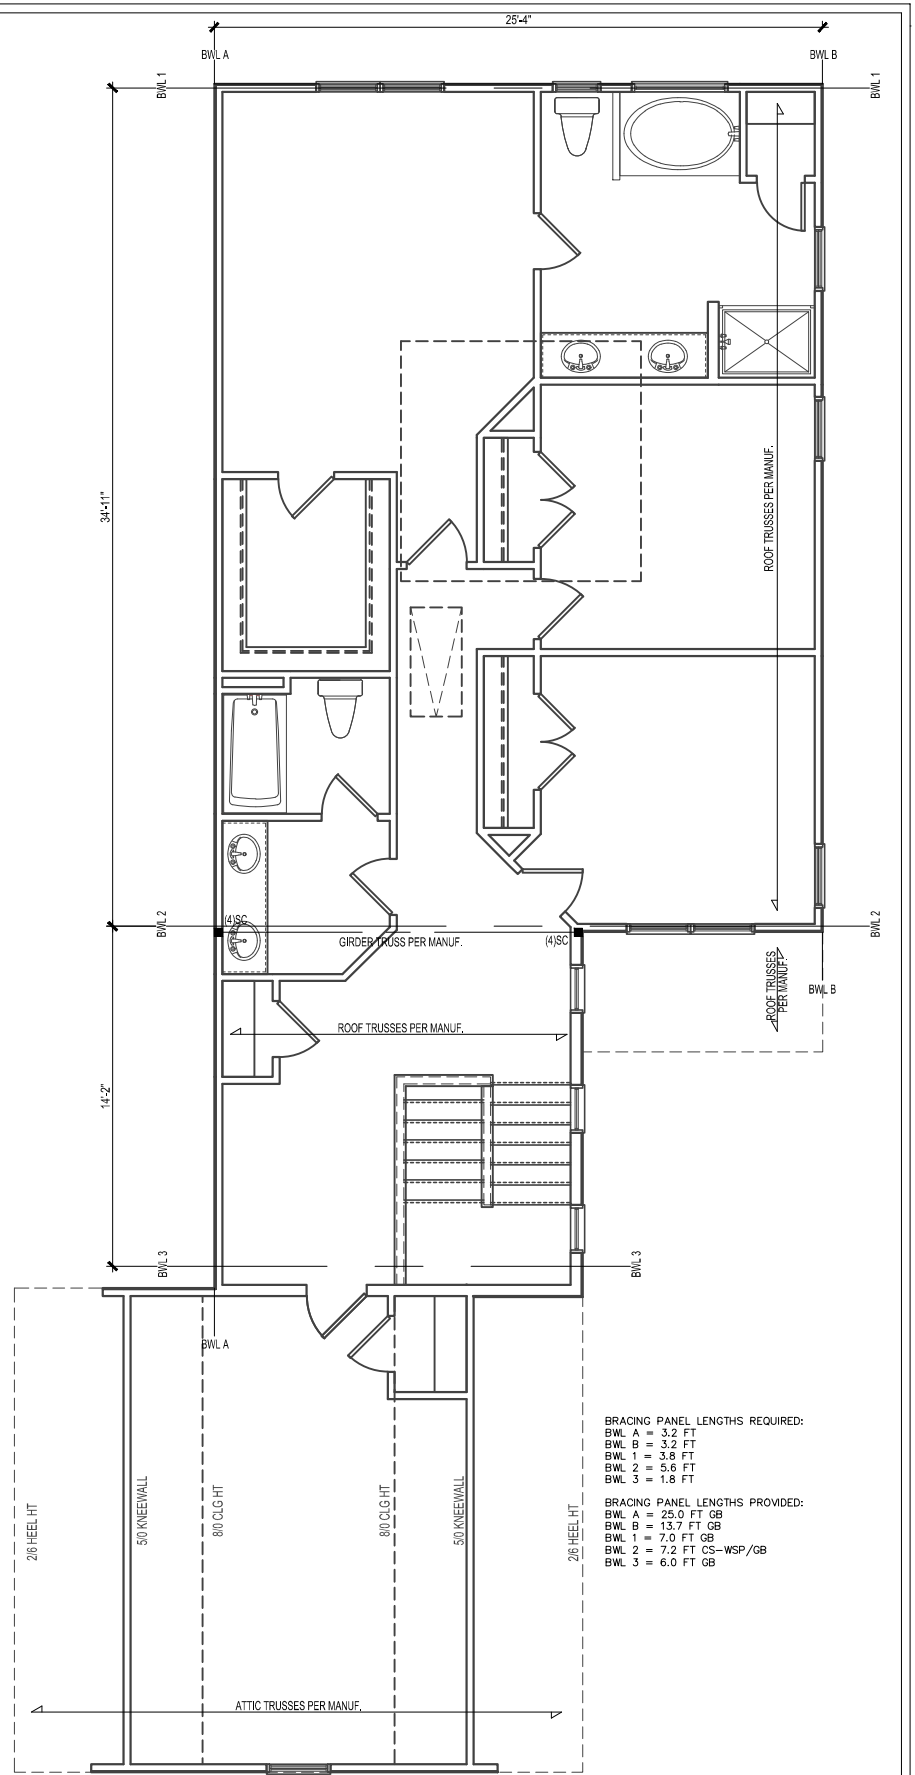 25'-4"
BWL A
BWL B
BWL 1
BWL 1
34'-11"
ROOF TRUSSES PER MANUF.
BWL 2
(4)SC
GIRDER TRUSS PER MANUF.
(4)SC
BWL 2
ROOF TRUSSES
PER MANUF.
BWL B
ROOF TRUSSES PER MANUF.
14'-2"
BWL 3
BWL 3
BWL A
2/6 HEEL HT
5/0 KNEEWALL
8/0 CLG HT
8/0 CLG HT
5/0 KNEEWALL
2/6 HEEL HT
BRACING PANEL LENGTHS REQUIRED:
BWL A = 3.2 FT
BWL B = 3.2 FT
BWL 1 = 3.8 FT
BWL 2 = 5.6 FT
BWL 3 = 1.8 FT
BRACING PANEL LENGTHS PROVIDED:
BWL A = 25.0 FT GB
BWL B = 13.7 FT GB
BWL 1 = 7.0 FT GB
BWL 2 = 7.2 FT CS-WSP/GB
BWL 3 = 6.0 FT GB
ATTIC TRUSSES PER MANUF.